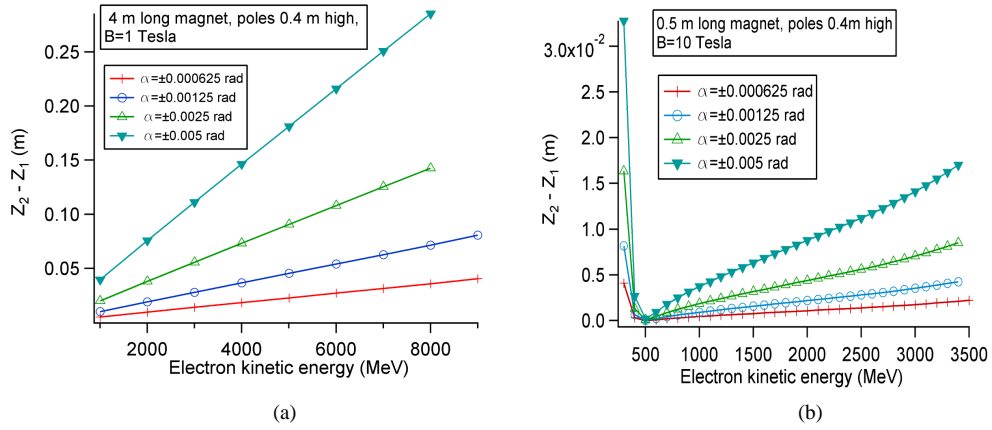 4 m long magnet, poles 0.4 m high,
B=1 Tesla
0.25
0.20
0.15
0.10
0.05
Z2 - Z1 (m)
α=±0.000625 rad
α=±0.00125 rad
α=±0.0025 rad
α=±0.005 rad
2000 4000 6000 8000
Electron kinetic energy (MeV)
(a)
0.5 m long magnet, poles 0.4m high
B=10 Tesla
3.0x10-2
2.0
1.5
1.0
0.5
0.0
Z2 - Z1 (m)
α=±0.000625 rad
α=±0.00125 rad
α=±0.0025 rad
α=±0.005 rad
500 1000 1500 2000 2500 3000 3500
Electron kinetic energy (MeV)
(b)